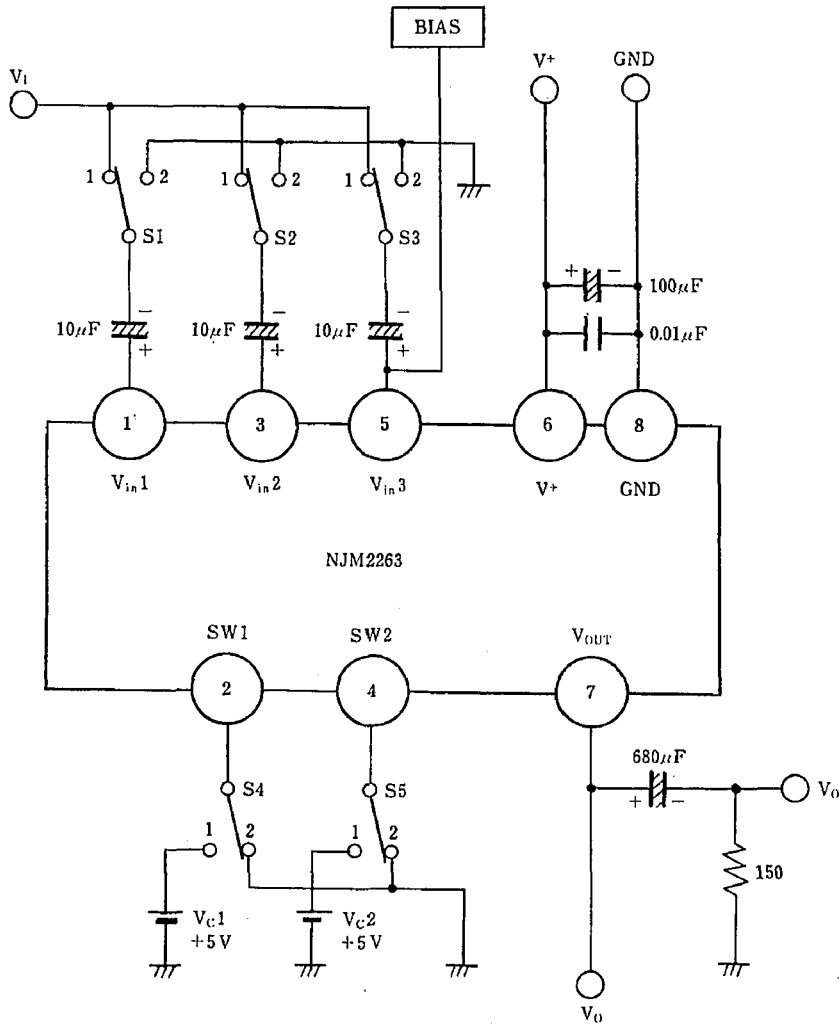 BIAS
V+ GND
V1
1 2 1 2 1 2
S1 S2 S3
+ − 100μF
− − −
10μF 10μF 10μF 0.01μF
+ + +
1 3 5 6 8
Vin1 Vin2 Vin3 V+ GND
NJM2263
SW1 SW2 VOUT
2 4 7
680μF
S4 S5 + − VO
1 2 1 2
150
VC1 VC2
+5V +5V
VO